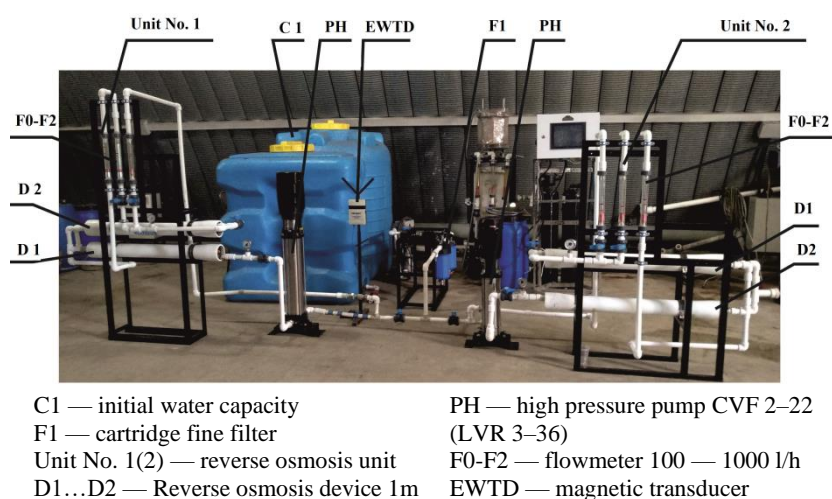 Unit No. 1
C 1
PH
EWTD
F1
PH
Unit No. 2
F0-F2
F0-F2
D 2
D 1
D1
D2
C1 — initial water capacity
F1 — cartridge fine filter
Unit No. 1(2) — reverse osmosis unit
D1…D2 — Reverse osmosis device 1m
PH — high pressure pump CVF 2–22
(LVR 3–36)
F0-F2 — flowmeter 100 — 1000 l/h
EWTD — magnetic transducer